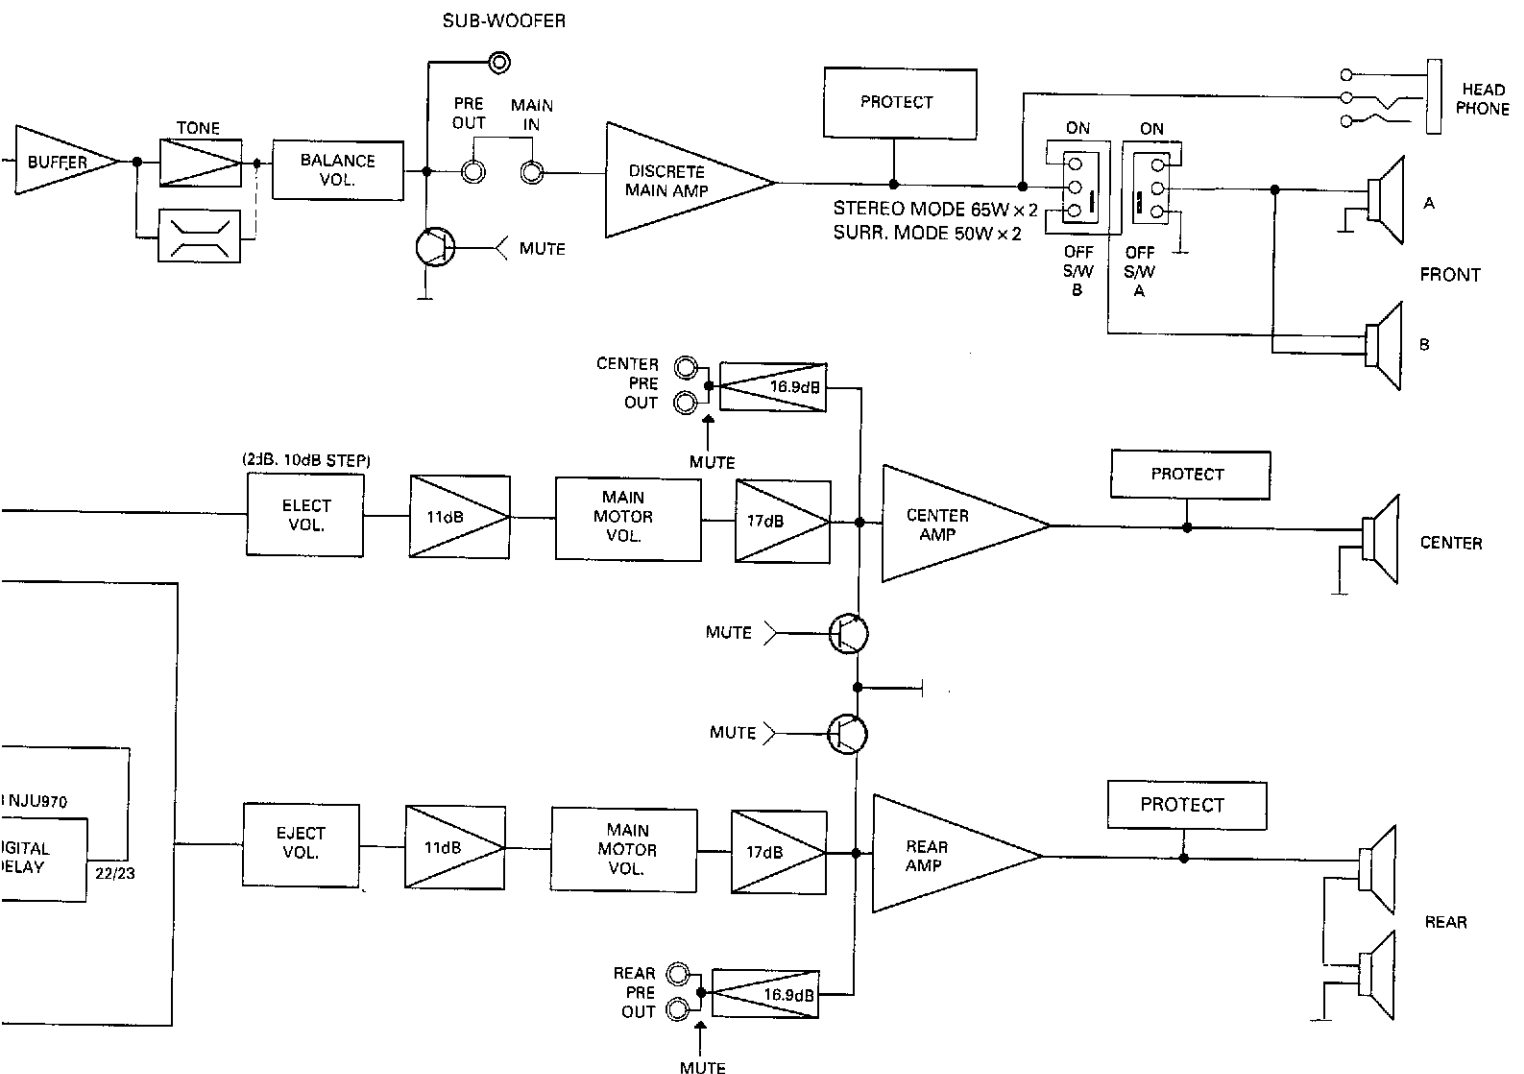 SUB-WOOFER
PRE
OUT
MAIN
IN
PROTECT
HEAD
PHONE
TONE
ON
ON
BUFFER
BALANCE
VOL.
DISCRETE
MAIN AMP
A
STEREO MODE 65W × 2
SURR. MODE 50W × 2
MUTE
OFF
S/W
B
OFF
S/W
A
FRONT
B
CENTER
PRE
OUT
16.9dB
MUTE
(2dB. 10dB STEP)
ELECT
VOL.
11dB
MAIN
MOTOR
VOL.
17dB
CENTER
AMP
PROTECT
CENTER
MUTE
MUTE
NJU970
IGITAL
ELAY
22/23
EJECT
VOL.
11dB
MAIN
MOTOR
VOL.
17dB
REAR
AMP
PROTECT
REAR
REAR
PRE
OUT
16.9dB
MUTE